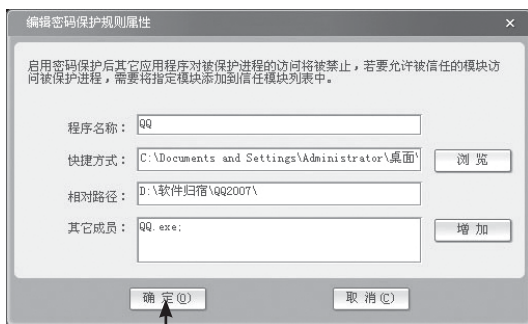 编辑密码保护规则属性
启用密码保护后其它应用程序对被保护进程的访问将被禁止，若要允许被信任的模块访
问被保护进程，需要将指定模块添加到信任模块列表中。
程序名称： QQ
快捷方式： C:\Documents and Settings\Administrator\桌面\ 浏览
相对路径： D:\软件归宿\QQ2007\
其它成员： QQ.exe; 增加
确定(O) 取消(C)